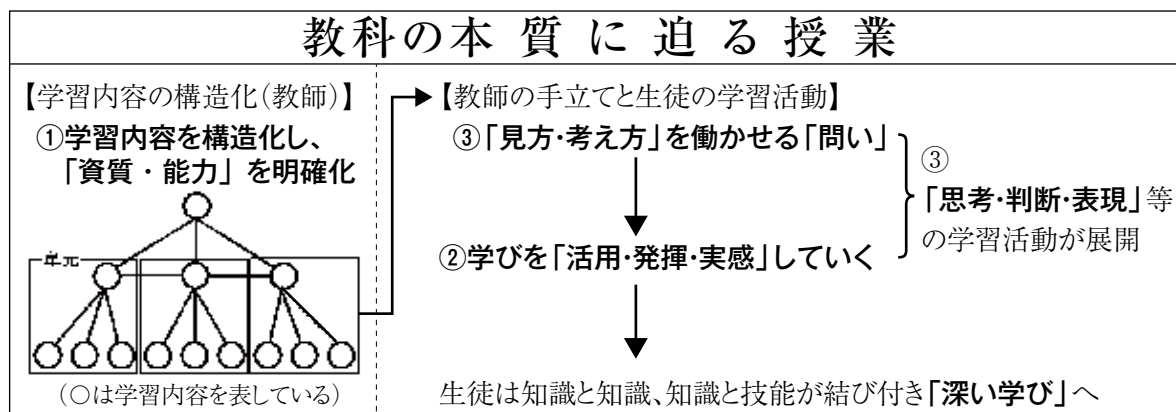 教科の本質に迫る授業
【学習内容の構造化(教師)】
①学習内容を構造化し、
「資質・能力」を明確化
単元
(○は学習内容を表している)
【教師の手立てと生徒の学習活動】
③「見方・考え方」を働かせる「問い」
②学びを「活用・発揮・実感」していく
③
「思考・判断・表現」等
の学習活動が展開
生徒は知識と知識、知識と技能が結び付き「深い学び」へ